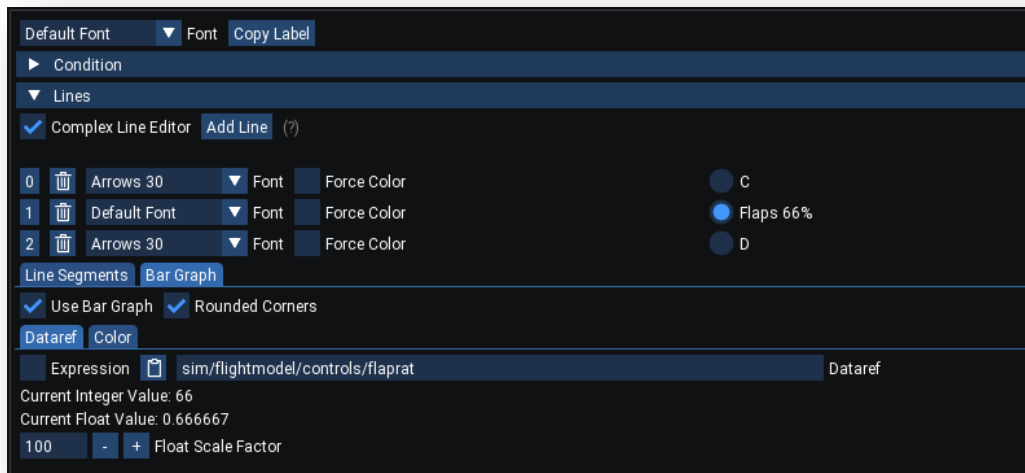 Default Font Font Copy Label
Condition
Lines
Complex Line Editor Add Line (?)
0 Arrows 30 Font Force Color C
1 Default Font Font Force Color Flaps 66%
2 Arrows 30 Font Force Color D
Line Segments Bar Graph
Use Bar Graph Rounded Corners
Dataref Color
Expression sim/flightmodel/controls/flaprat Dataref
Current Integer Value: 66
Current Float Value: 0.666667
100 - + Float Scale Factor